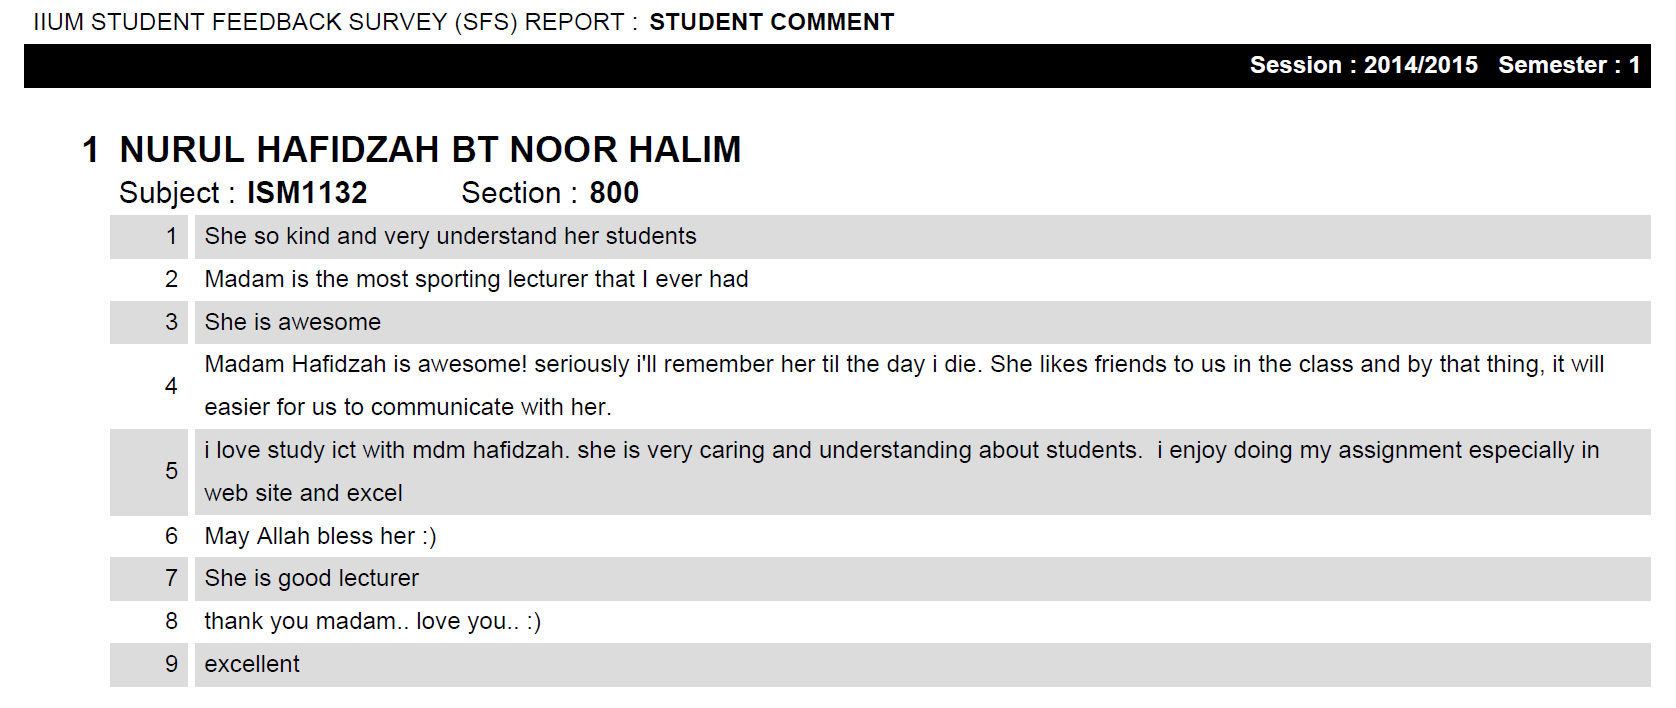 IIUM STUDENT FEEDBACK SURVEY (SFS) REPORT : STUDENT COMMENT
Session : 2014/2015 Semester : 1
1 NURUL HAFIDZAH BT NOOR HALIM
Subject : ISM1132 Section : 800
1 She so kind and very understand her students
2 Madam is the most sporting lecturer that I ever had
3 She is awesome
4 Madam Hafidzah is awesome! seriously i'll remember her til the day i die. She likes friends to us in the class and by that thing, it will
easier for us to communicate with her.
5 i love study ict with mdm hafidzah. she is very caring and understanding about students.  i enjoy doing my assignment especially in
web site and excel
6 May Allah bless her :)
7 She is good lecturer
8 thank you madam.. love you.. :)
9 excellent